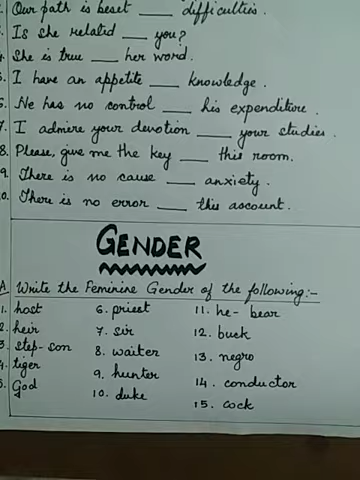 Our path is beset ___ difficulties.
3. Is she related ___ you?
4. She is true ___ her word.
5. I have an appetite ___ knowledge.
6. He has no control ___ his expenditure.
7. I admire your devotion ___ your studies.
8. Please, give me the key ___ this room.
9. There is no cause ___ anxiety.
10. There is no error ___ this account.
GENDER
A Write the Feminine Gender of the following:-
1. host 6. priest 11. he-bear
2. heir 7. sir 12. buck
3. step-son 8. waiter 13. negro
4. tiger 9. hunter 14. conductor
5. God 10. duke 15. cock